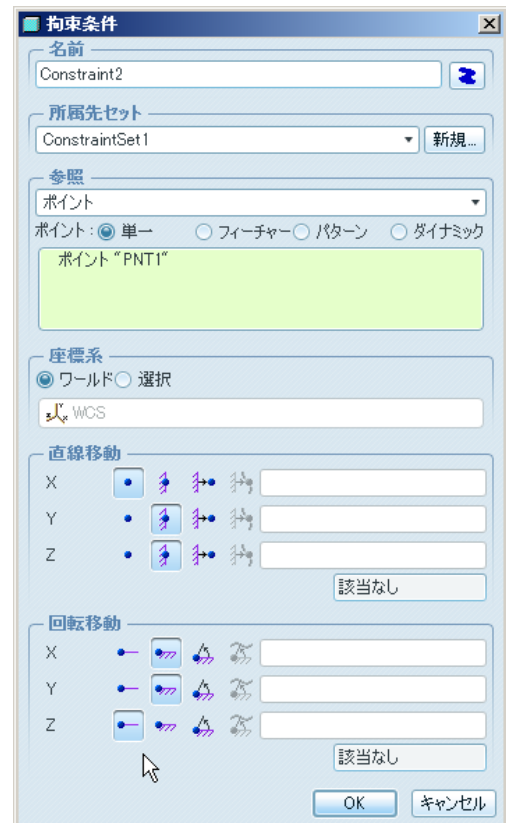 拘束条件
名前
Constraint2
所属先セット
ConstraintSet1
新規...
参照
ポイント
ポイント : 単一 フィーチャー パターン ダイナミック
ポイント "PNT1"
座標系
ワールド 選択
WCS
直線移動
X
Y
Z
該当なし
回転移動
X
Y
Z
該当なし
OK キャンセル